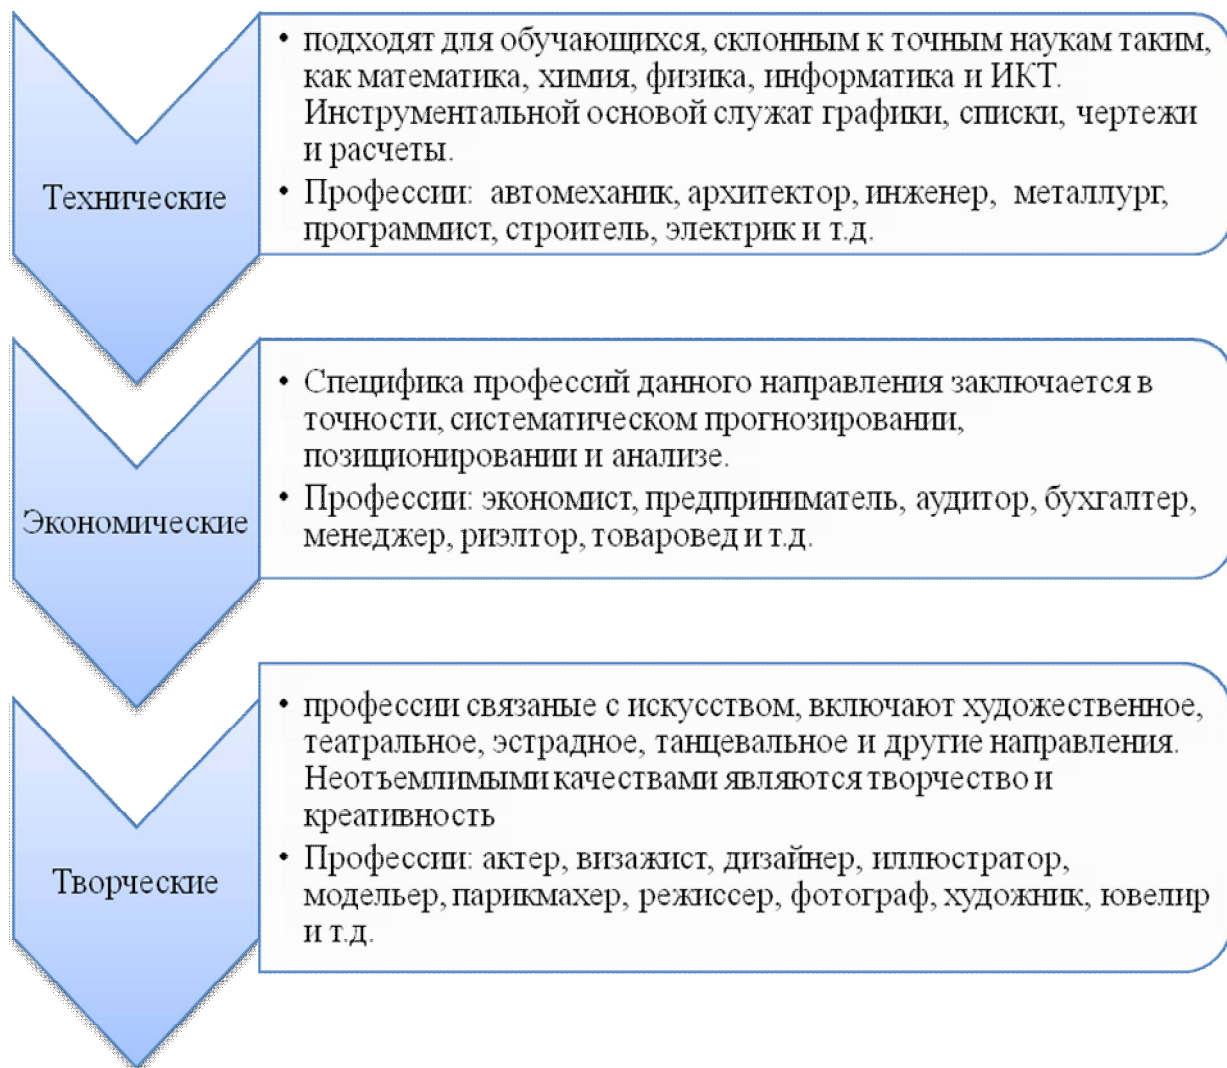 Технические
• подходят для обучающихся, склонным к точным наукам таким,
как математика, химия, физика, информатика и ИКТ.
Инструментальной основой служат графики, списки, чертежи
и расчеты.
• Профессии: автомеханик, архитектор, инженер, металлург,
программист, строитель, электрик и т.д.
Экономические
• Специфика профессий данного направления заключается в
точности, систематическом прогнозировании,
позиционировании и анализе.
• Профессии: экономист, предприниматель, аудитор, бухгалтер,
менеджер, риэлтор, товаровед и т.д.
Творческие
• профессии связаные с искусством, включают художественное,
театральное, эстрадное, танцевальное и другие направления.
Неотъемлимыми качествами являются творчество и
креативность
• Профессии: актер, визажист, дизайнер, иллюстратор,
модельер, парикмахер, режиссер, фотограф, художник, ювелир
и т.д.